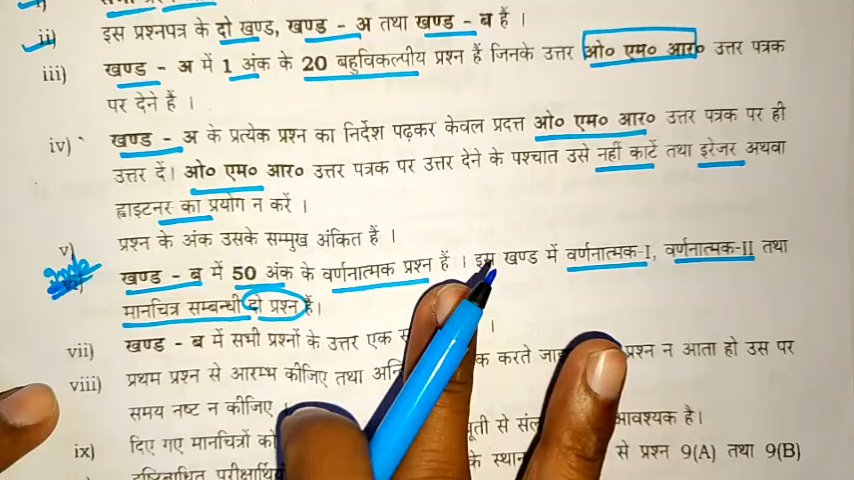 ii) इस प्रश्नपत्र के दो खण्ड, खण्ड - अ तथा खण्ड - ब हैं ।
iii) खण्ड - अ में 1 अंक के 20 बहुविकल्पीय प्रश्न हैं जिनके उत्तर ओ० एम० आर० उत्तर पत्रक
पर देने हैं ।
iv) खण्ड - अ के प्रत्येक प्रश्न का निर्देश पढ़कर केवल प्रदत्त ओ० एम० आर० उत्तर पत्रक पर ही
उत्तर दें। ओ० एम० आर० उत्तर पत्रक पर उत्तर देने के पश्चात उसे नहीं काटें तथा इरेजर अथवा
ह्वाइटनर का प्रयोग न करें ।
v) प्रश्न के अंक उसके सम्मुख अंकित हैं ।
खण्ड - ब में 50 अंक के वर्णनात्मक प्रश्न हैं । इस खण्ड में वर्णनात्मक-I, वर्णनात्मक-II तथा
मानचित्र सम्बन्धी दो प्रश्न हैं।
vii) खण्ड - ब में सभी प्रश्नों के उत्तर एक ।
viii) प्रथम प्रश्न से आरम्भ कीजिए तथा करते प्रश्न न आता हो उस पर
समय नष्ट न कीजिए
ix) दिए गए मानचित्रों को से आवश्यक है।
के से प्रश्न 9(A) तथा 9(B)